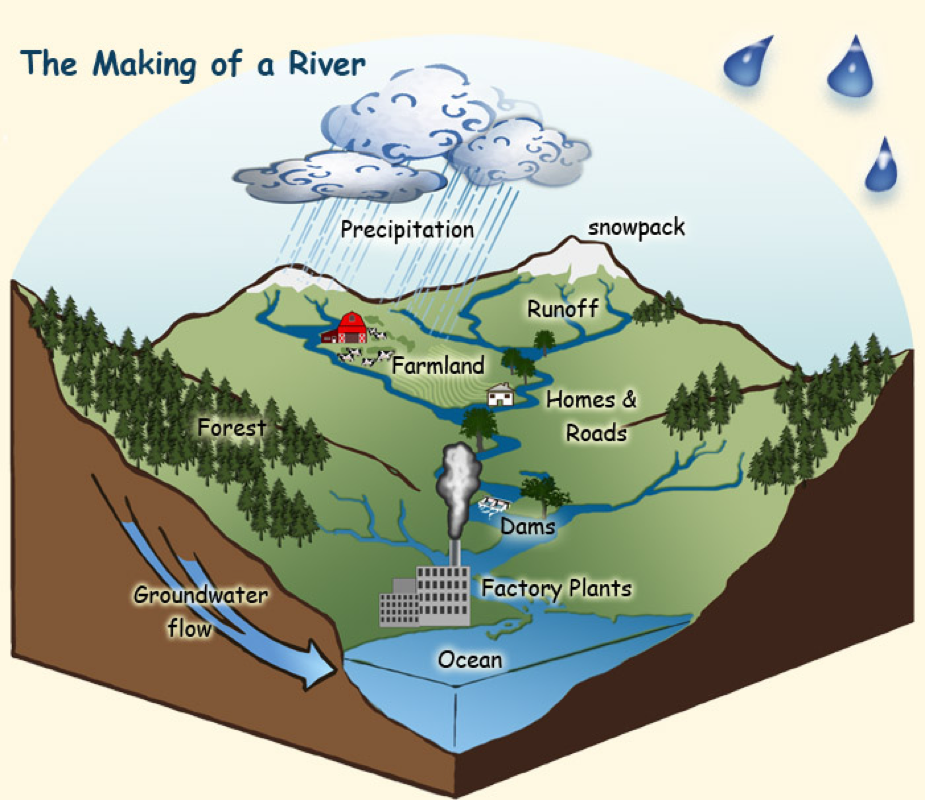 The Making of a River
Precipitation
snowpack
Runoff
Farmland
Homes &
Roads
Forest
Dams
Factory Plants
Groundwater
flow
Ocean